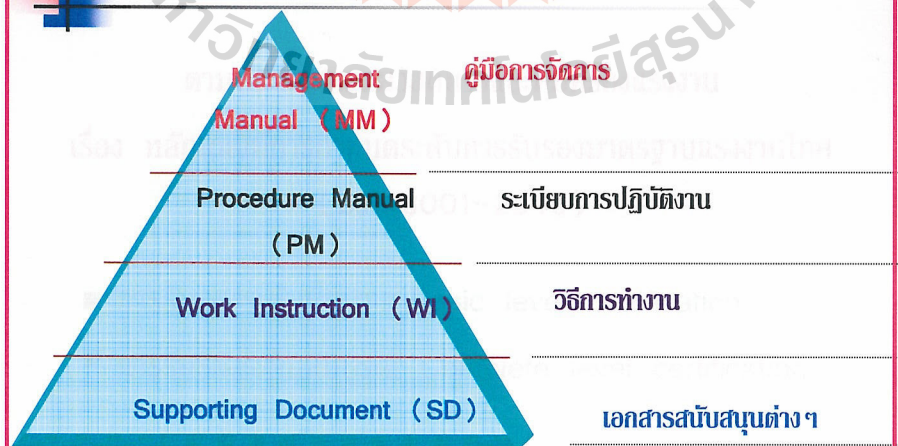 Management
Manual (MM)
คู่มือการจัดการ
Procedure Manual
(PM)
ระเบียบการปฏิบัติงาน
Work Instruction (WI)
วิธีการทำงาน
Supporting Document (SD)
เอกสารสนับสนุนต่าง ๆ